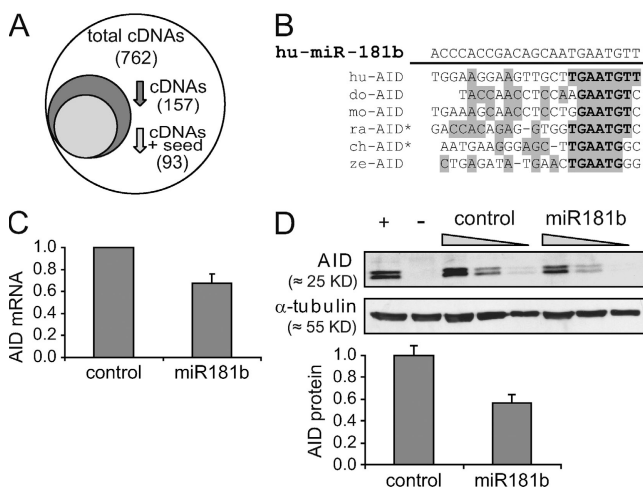 A
total cDNAs
(762)
cDNAs
(157)
cDNAs
+ seed
(93)
B
hu-miR-181b ACCCACCGACAGCAATGAATGTT
hu-AID TGGAAGGAAGTTGCTTGAATGTT
do-AID TACCAACCTCCAAGAATGTC
mo-AID TGAAAGCAACCTCCTGGAATGTC
ra-AID* GACCACAGAG-GTGGTGAATGTC
ch-AID* AATGAAGGGAGC-TTGAATGGC
ze-AID CTGAGATA-TGAACTGAATGGG
C
AID mRNA
1.0
0.8
0.6
0.4
0.2
0.0
control miR181b
D
+ - control miR181b
AID
(≈ 25 KD)
α-tubulin
(≈ 55 KD)
AID protein
1.0
0.8
0.6
0.4
0.2
0.0
control miR181b